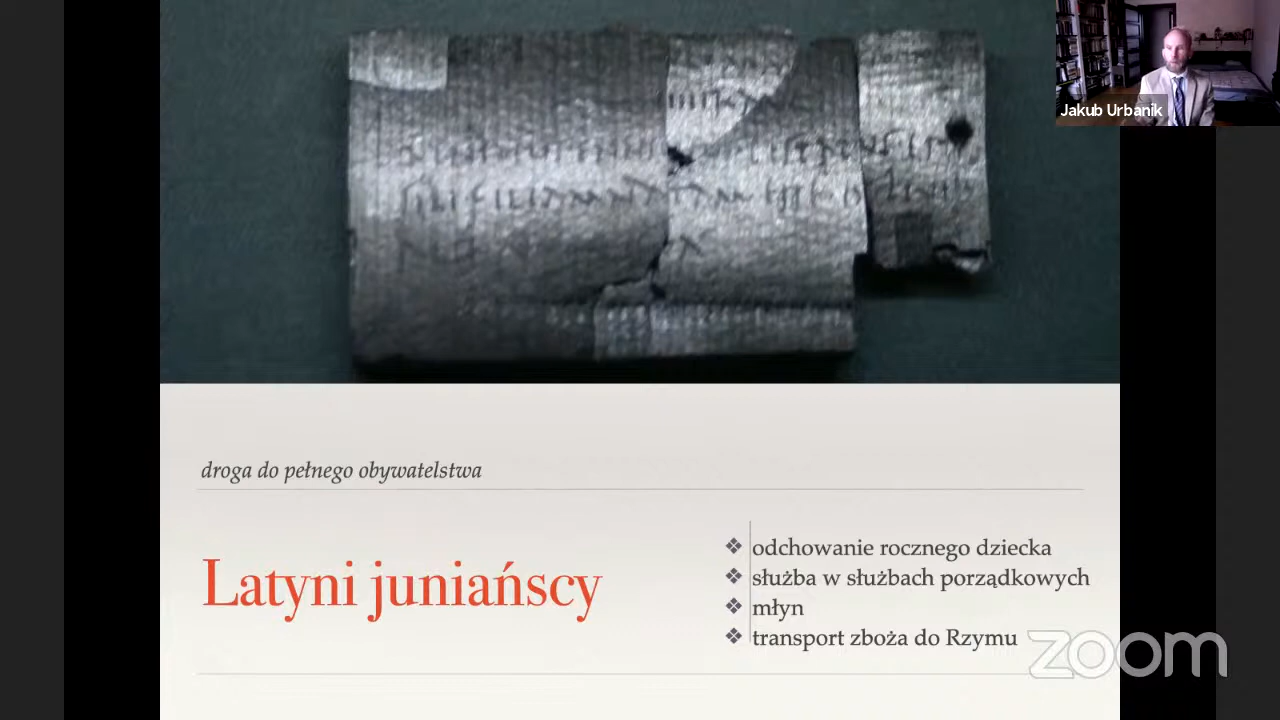 Jakub Urbanik
droga do pełnego obywatelstwa
Latyni juniańscy
❖ odchowanie rocznego dziecka
❖ służba w służbach porządkowych
❖ młyn
❖ transport zboża do Rzymu
zoom